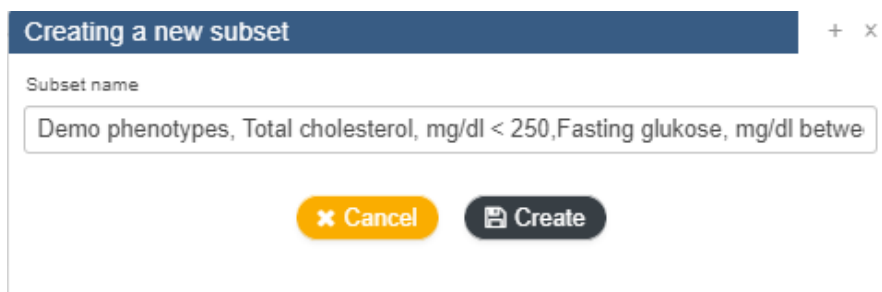 Creating a new subset
Subset name
Demo phenotypes, Total cholesterol, mg/dl < 250,Fasting glukose, mg/dl betwe
Cancel
Create